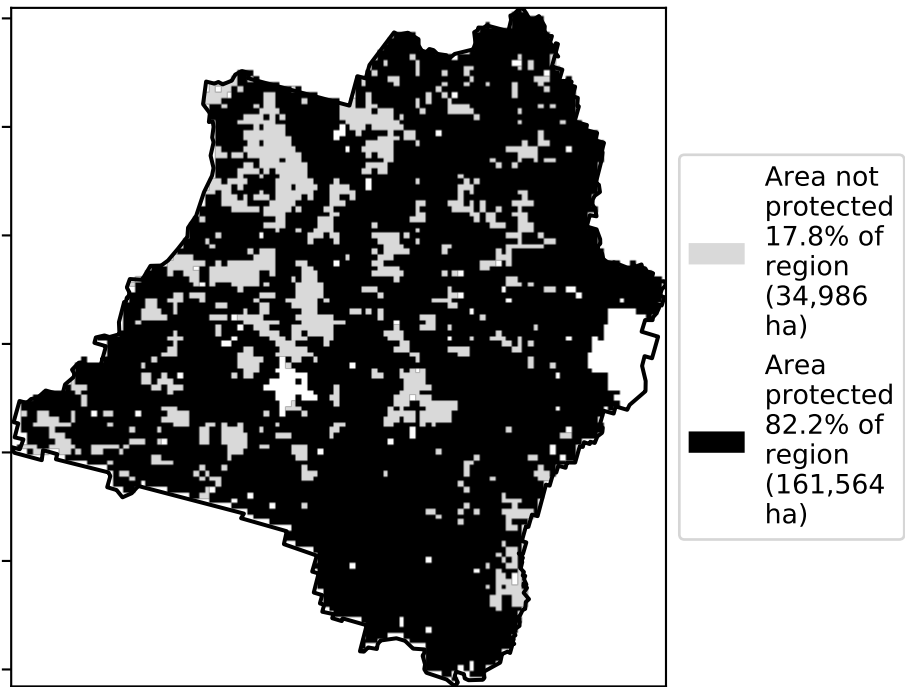 Area not
protected
17.8% of
region
(34,986
ha)
Area
protected
82.2% of
region
(161,564
ha)